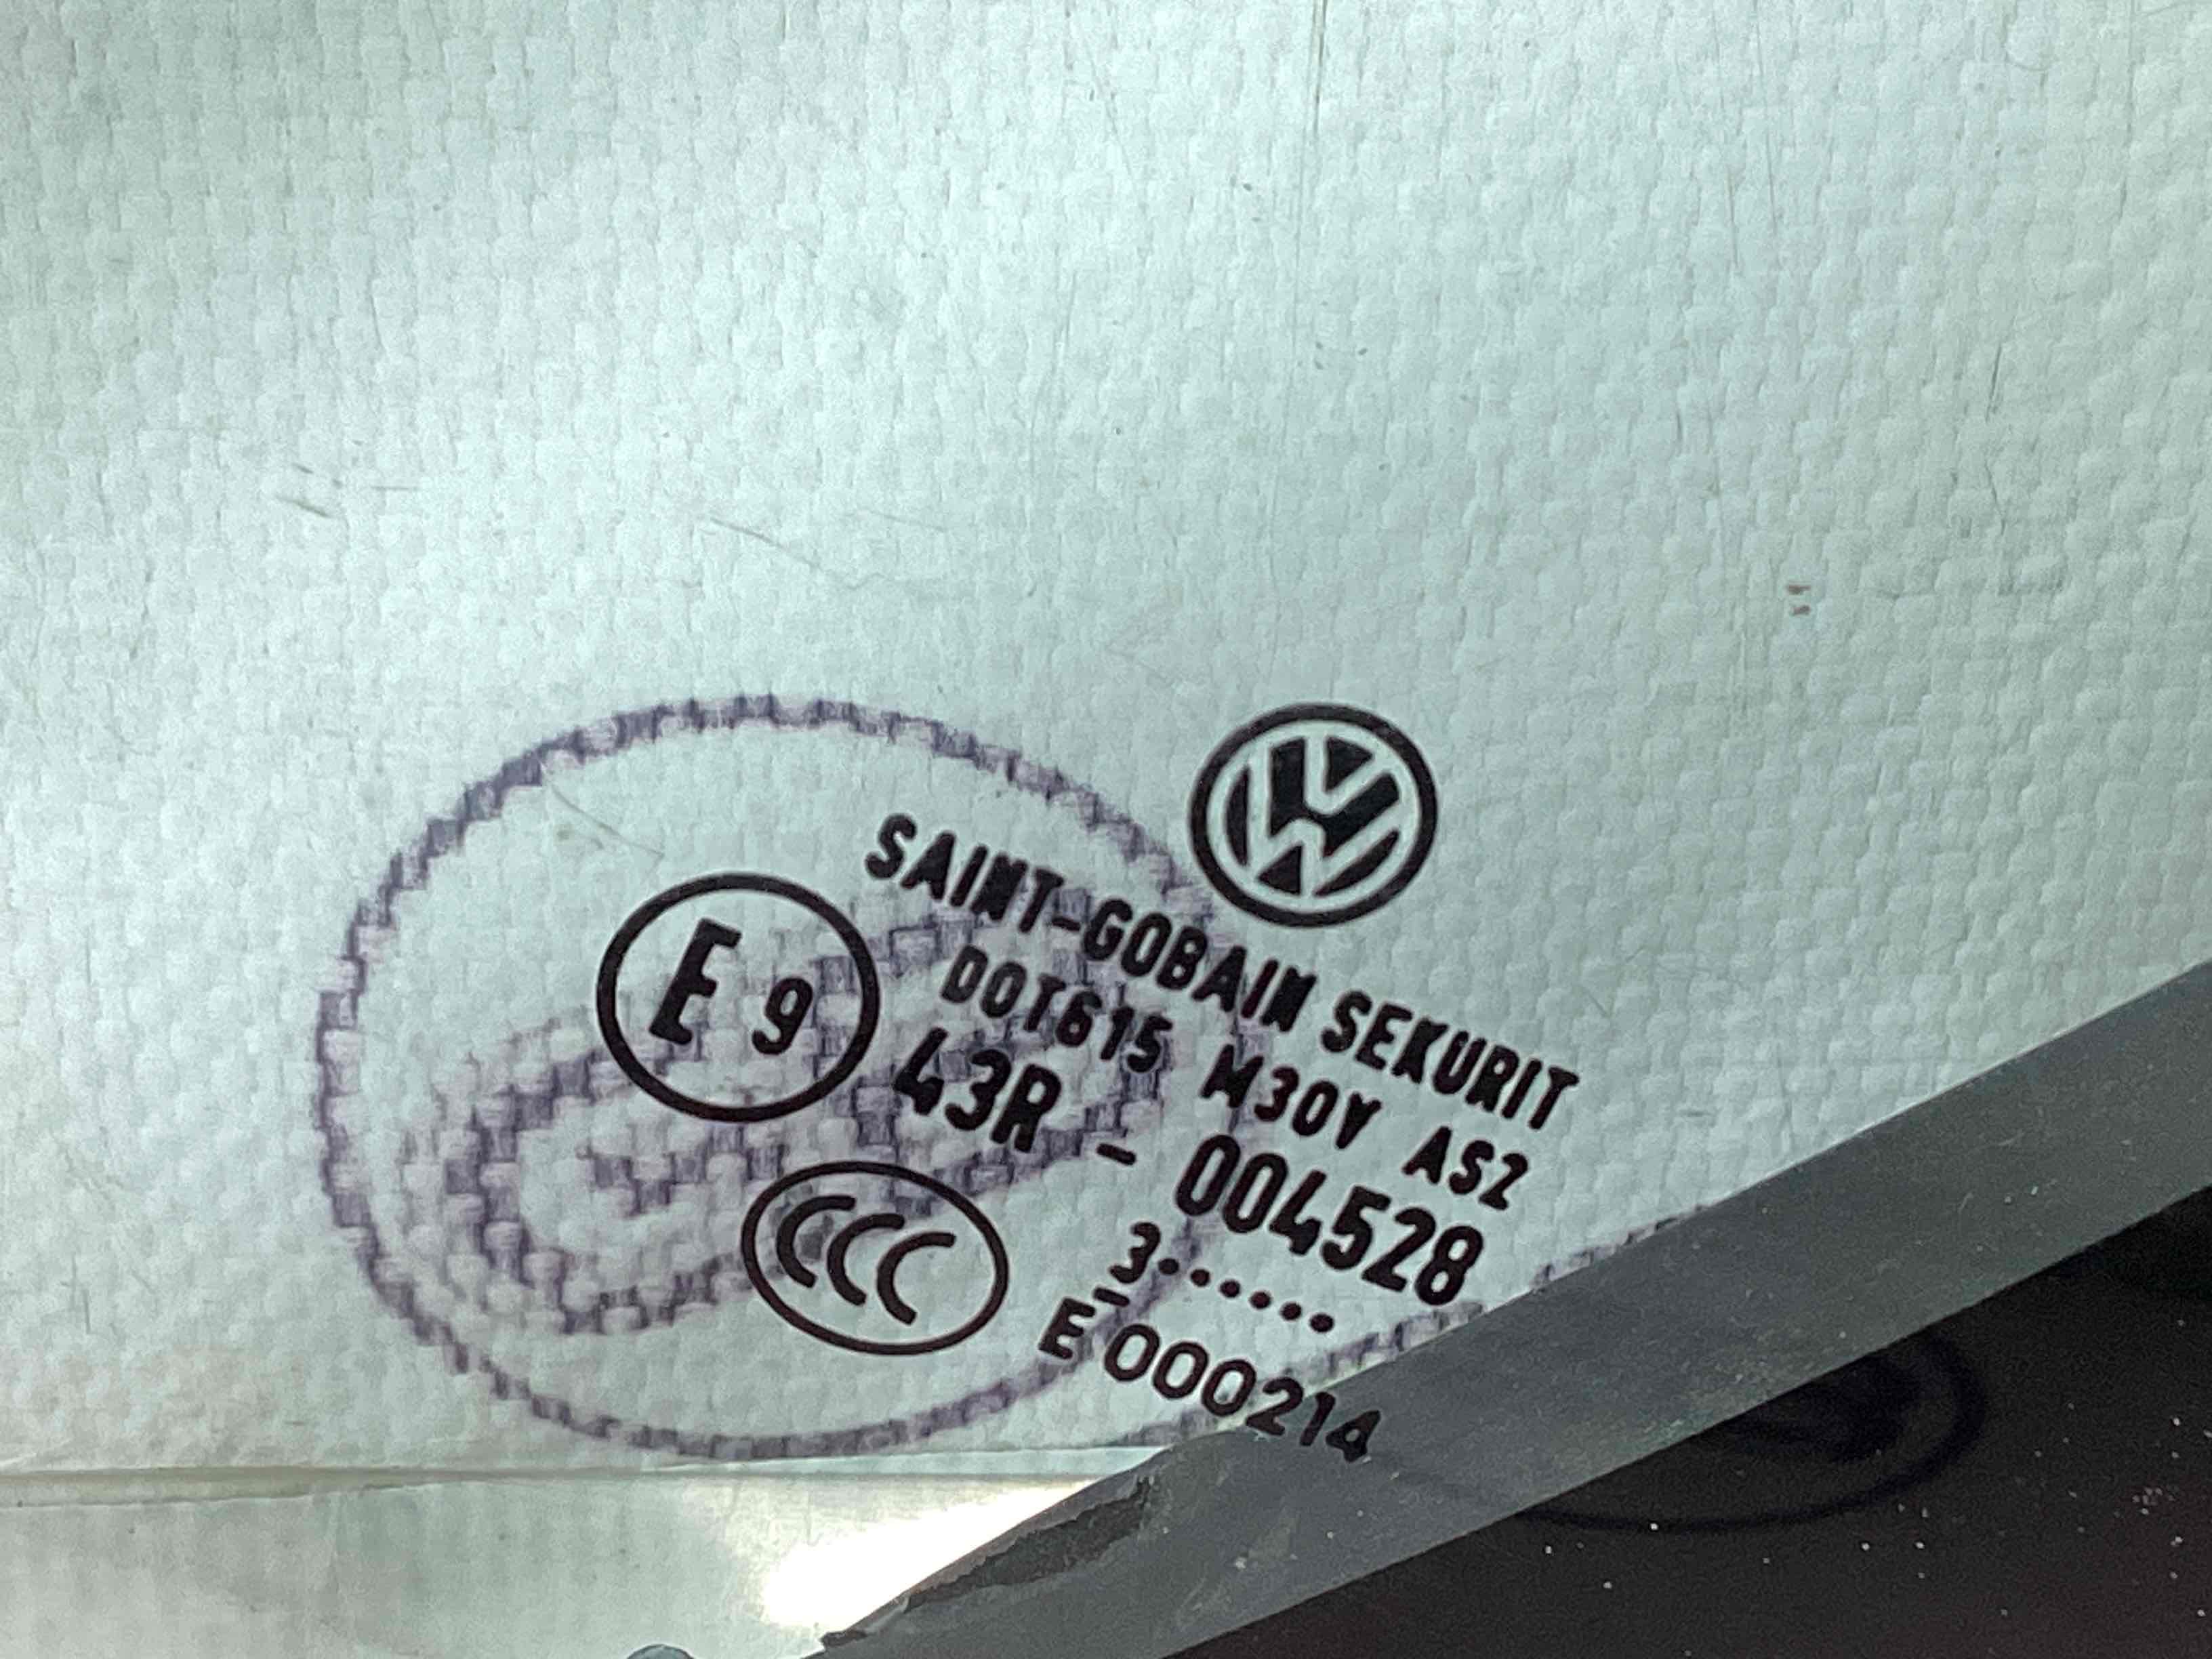 SAINT-GOBAIN SEKURIT
E 9
DOT615 M30V AS2
43R - 004528
CCC
3......
E000214